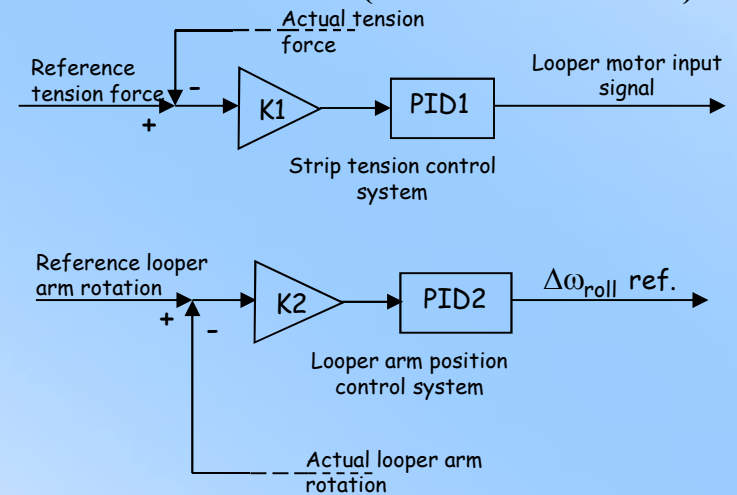 Actual tension
force
Reference
tension force
-
+
K1
PID1
Looper motor input
signal
Strip tension control
system
Reference looper
arm rotation
+
-
K2
PID2
Δω_roll ref.
Looper arm position
control system
Actual looper arm
rotation